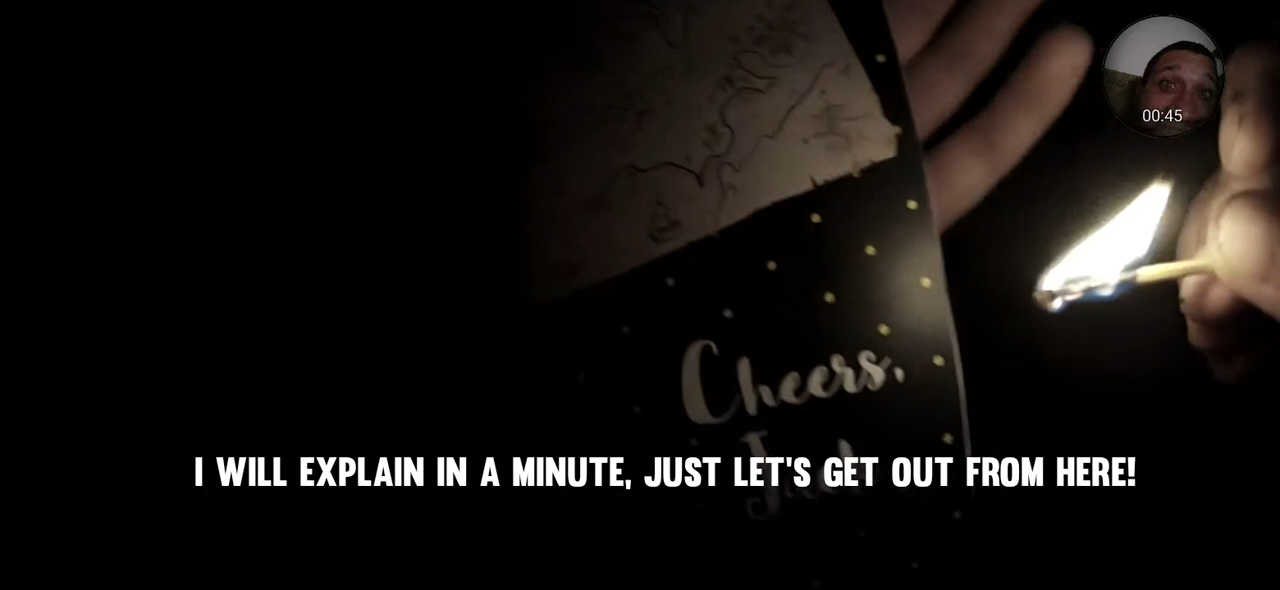 00:45
Cheers,
I WILL EXPLAIN IN A MINUTE, JUST LET'S GET OUT FROM HERE!